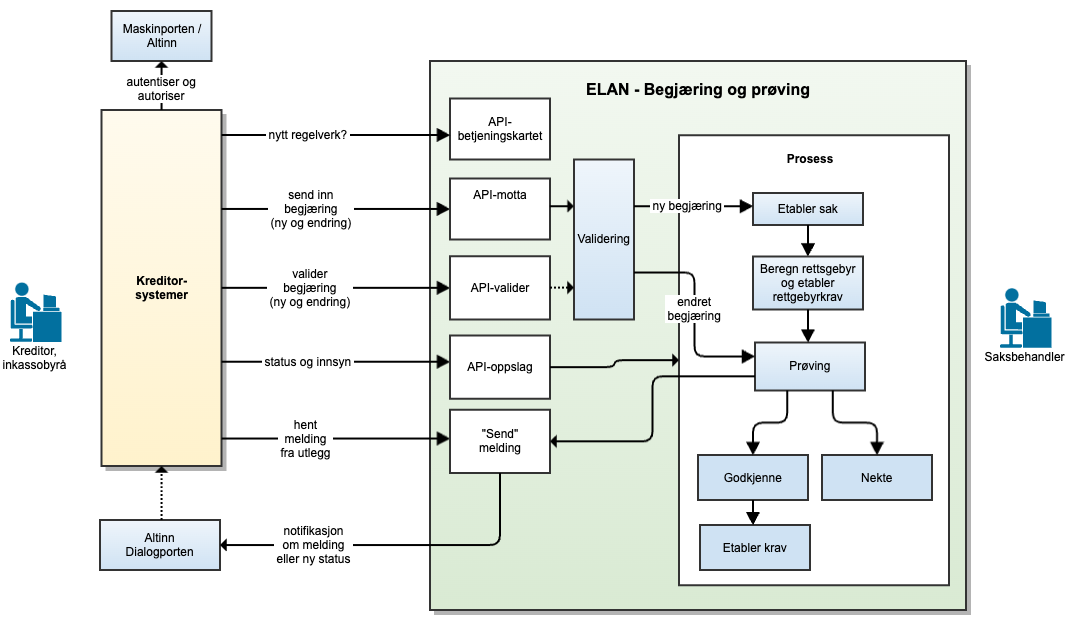 Maskinporten /
Altinn
autentiser og
autoriser
Kreditor-
systemer
Kreditor,
inkassobyrå
Altinn
Dialogporten
nytt regelverk?
send inn
begjæring
(ny og endring)
valider
begjæring
(ny og endring)
status og innsyn
hent
melding
fra utlegg
notifikasjon
om melding
eller ny status
ELAN - Begjæring og prøving
API-
betjeningskartet
API-motta
API-valider
API-oppslag
"Send"
melding
Validering
ny begjæring
endret
begjæring
Prosess
Etabler sak
Beregn rettsgebyr
og etabler
rettgebyrkrav
Prøving
Godkjenne
Nekte
Etabler krav
Saksbehandler